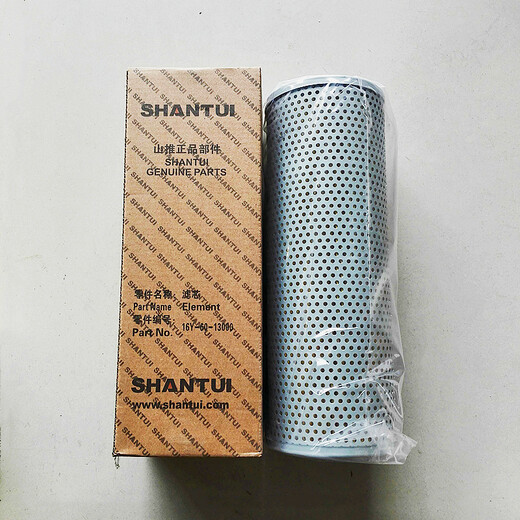 SHANTUI
山推正品部件
SHANTUI
GENUINE PARTS
零件名称 滤芯
Part Name Element
零件编号
Part No. 16Y-60-13000
SHANTUI
www.shantui.com